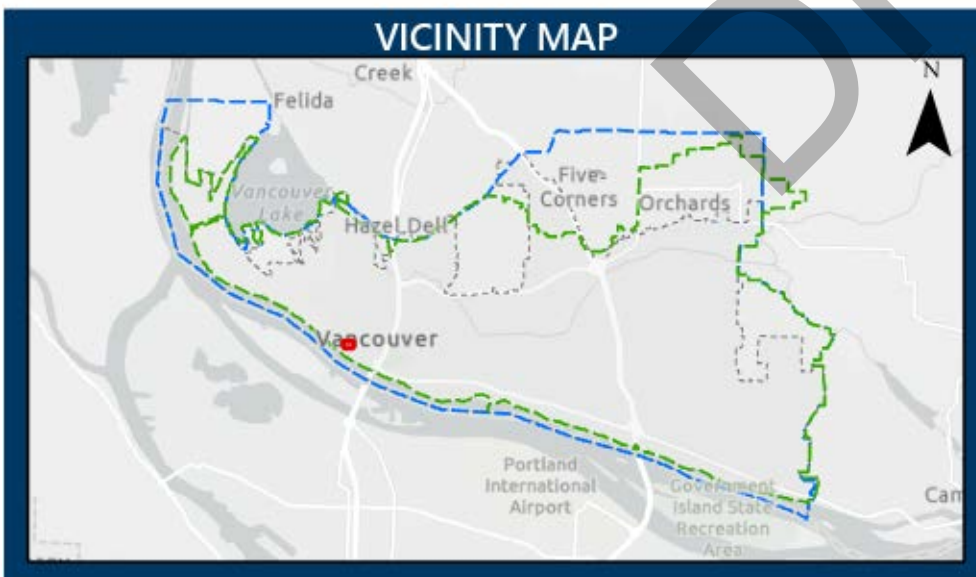 VICINITY MAP
Creek
N
Felida
Vancouver
Lake
Five
Corners
Orchards
Hazel Dell
Vancouver
Portland
International
Airport
Government
Island State
Recreation
Area